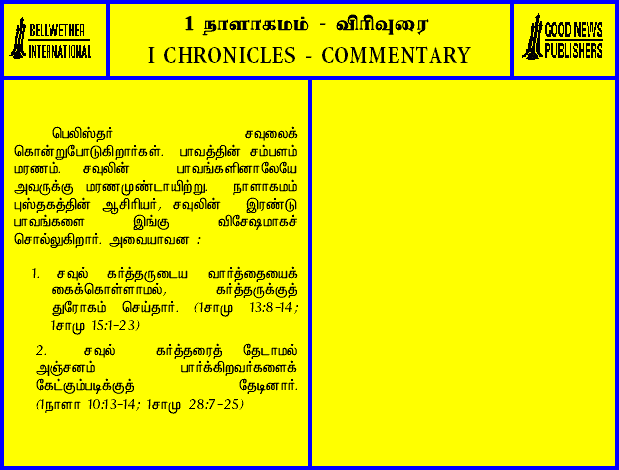 BELLWETHER
INTERNATIONAL
1 நாளாகமம் - விரிவுரை
I CHRONICLES - COMMENTARY
GOOD NEWS
PUBLISHERS
பெலிஸ்தர் சவுலைக்
கொன்றுபோடுகிறார்கள். பாவத்தின் சம்பளம்
மரணம். சவுலின் பாவங்களினாலேயே
அவருக்கு மரணமுண்டாயிற்று. நாளாகமம்
புஸ்தகத்தின் ஆசிரியர், சவுலின் இரண்டு
பாவங்களை இங்கு விசேஷமாகச்
சொல்லுகிறார். அவையாவன :
1. சவுல் கர்த்தருடைய வார்த்தையைக்
கைக்கொள்ளாமல், கர்த்தருக்குத்
துரோகம் செய்தார். (1சாமு 13:8-14;
1சாமு 15:1-23)
2. சவுல் கர்த்தரைத் தேடாமல்
அஞ்சனம் பார்க்கிறவர்களைக்
கேட்கும்படிக்குத் தேடினார்.
(1நாளா 10:13-14; 1சாமு 28:7-25)